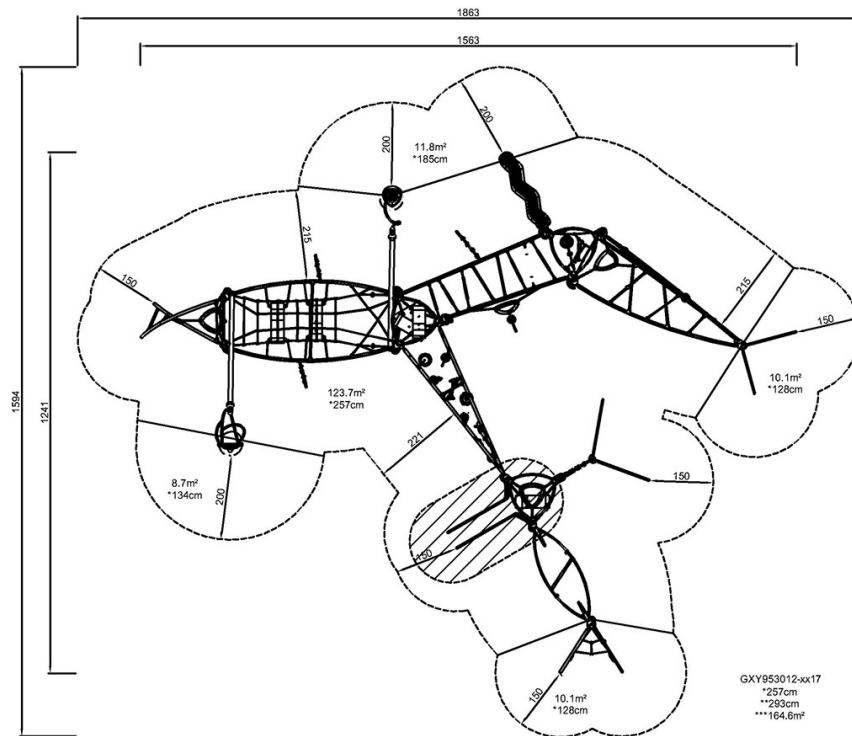 1863
1563
200
200
11.8m²
*185cm
215
150
215
150
1594
1241
123.7m²
*257cm
10.1m²
*128cm
221
8.7m²
*134cm
200
150
150
150
10.1m²
*128cm
GXY953012-xx17
*257cm
**293cm
***164.6m²